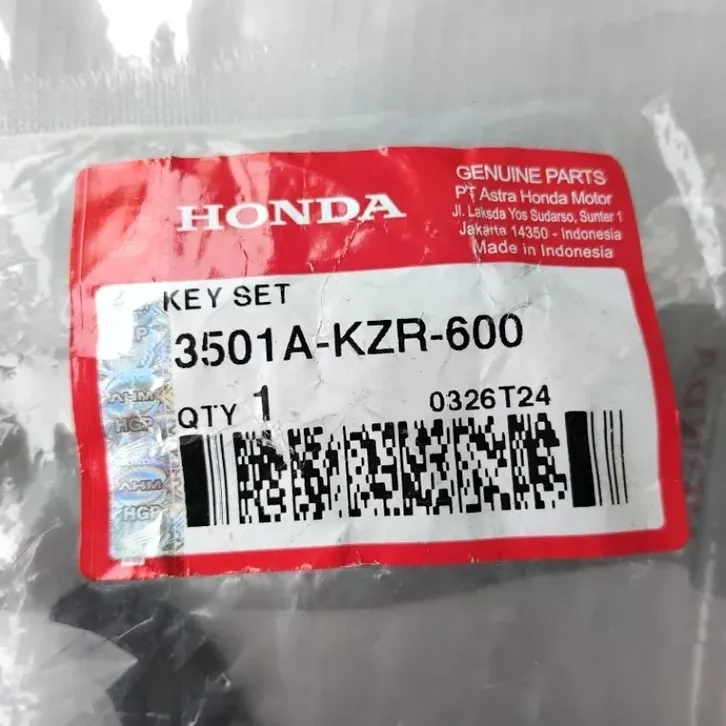 HONDA
GENUINE PARTS
PT Astra Honda Motor
Jl. Laksda Yos Sudarso, Sunter 1
Jakarta 14350 - Indonesia
Made in Indonesia
KEY SET
3501A-KZR-600
QTY 1
0326T24
AHM
HGP
AHM
HGP